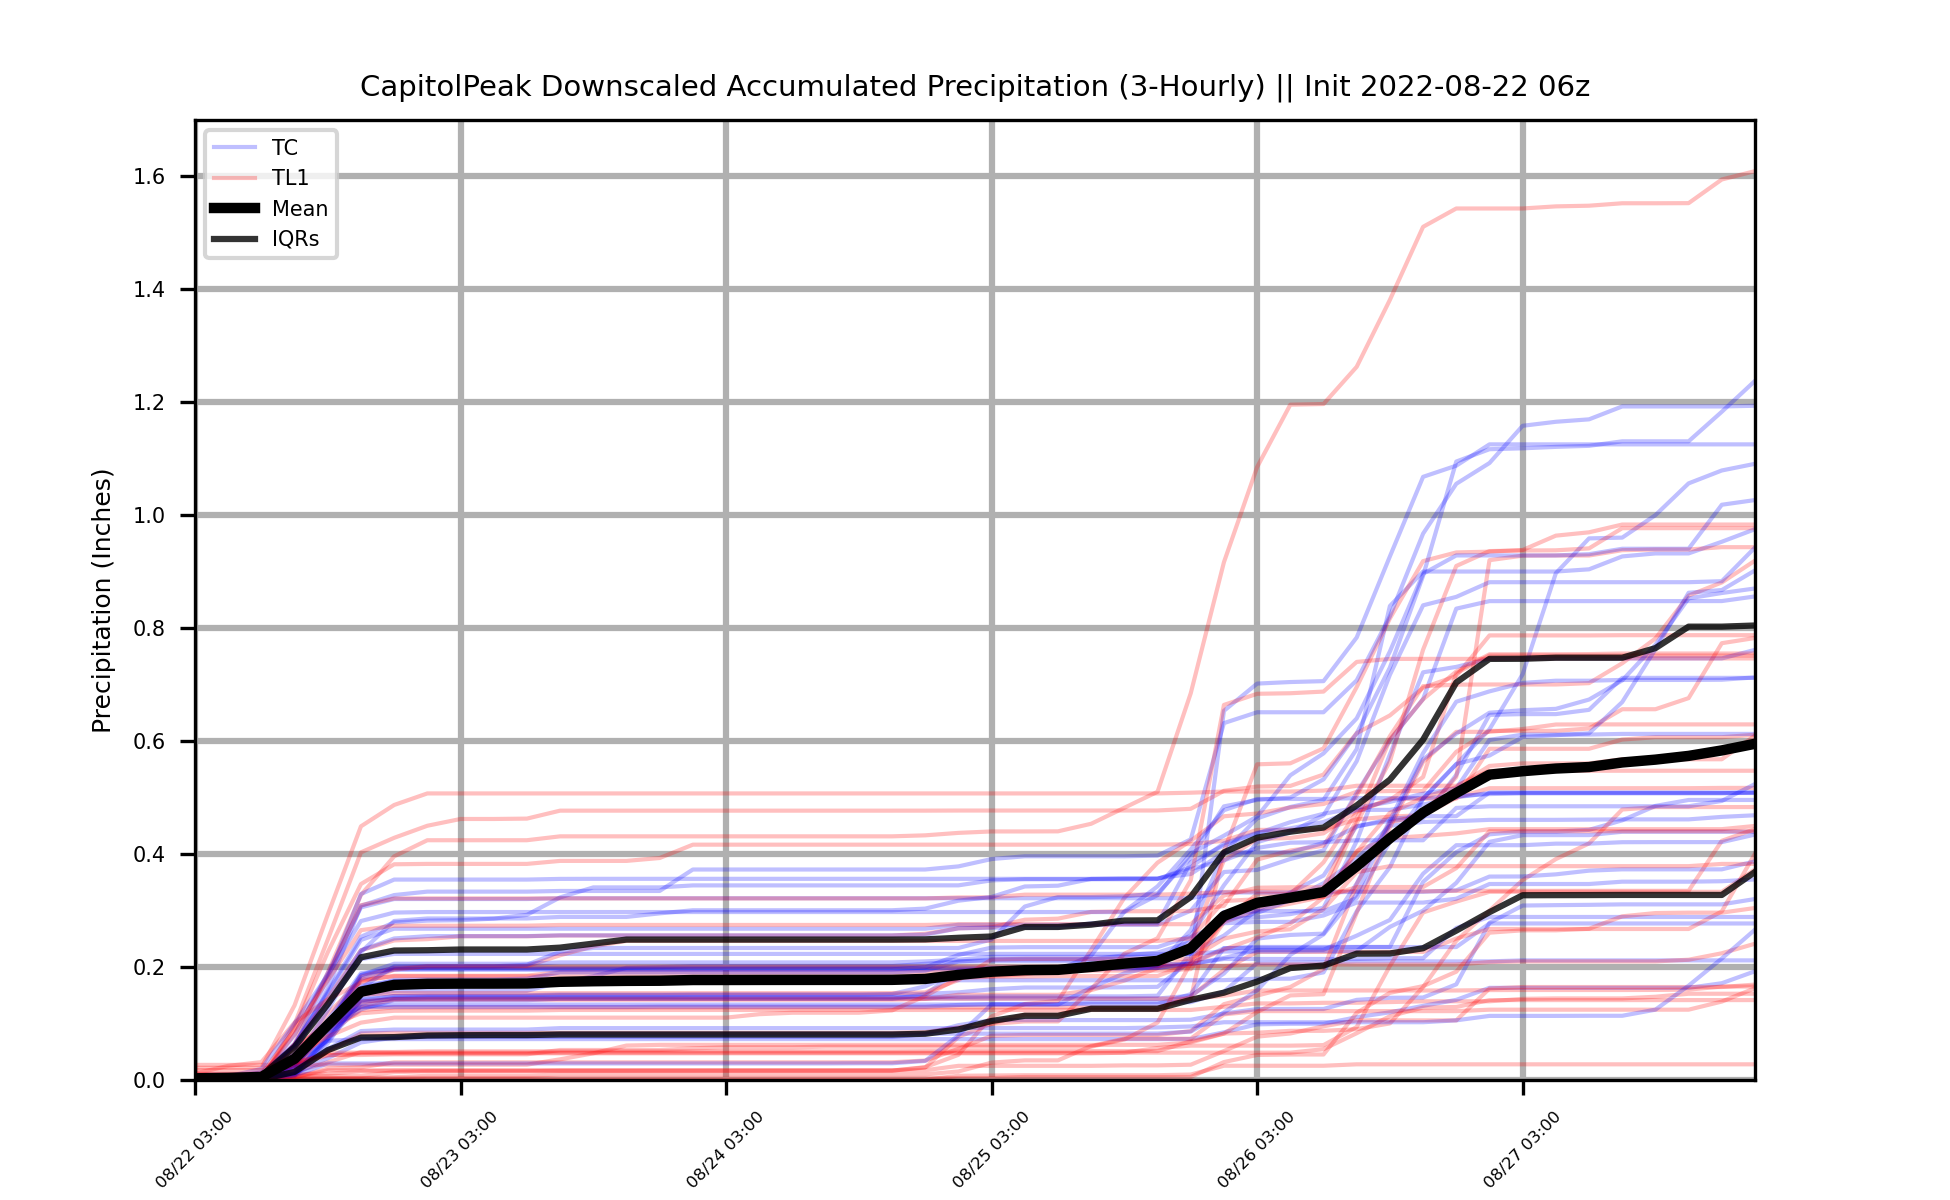 CapitolPeak Downscaled Accumulated Precipitation (3-Hourly) || Init 2022-08-22 06z
TC
TL1
Mean
IQRs
Precipitation (Inches)
1.6
1.4
1.2
1.0
0.8
0.6
0.4
0.2
0.0
08/22 03:00
08/23 03:00
08/24 03:00
08/25 03:00
08/26 03:00
08/27 03:00